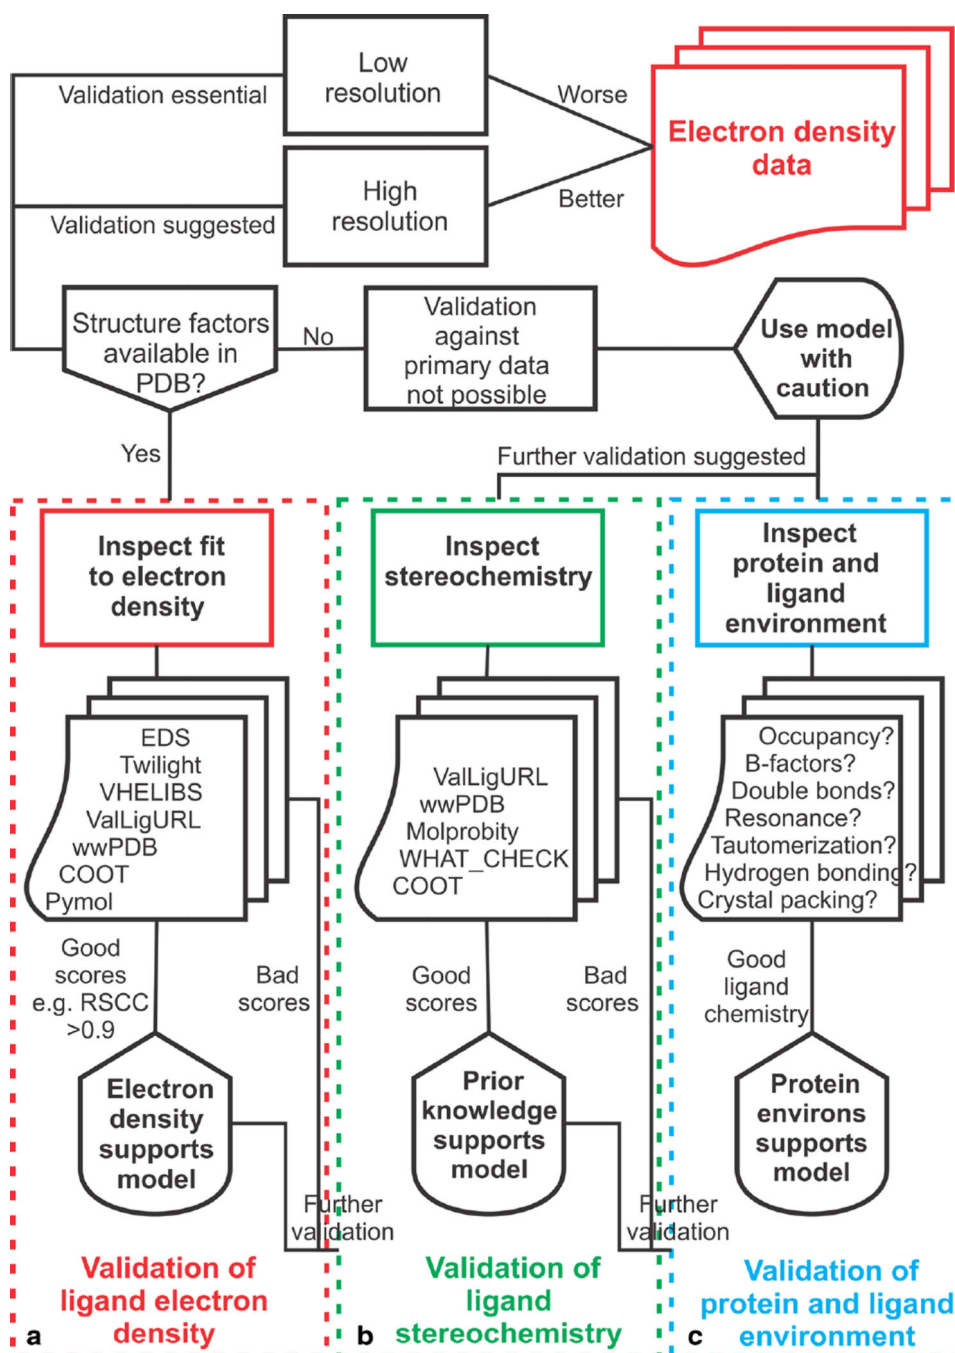 Low
resolution
Validation essential
Worse
Electron density
data
High
resolution
Better
Validation suggested
Structure factors
available in
PDB?
No
Validation
against
primary data
not possible
Use model
with
caution
Yes
Further validation suggested
Inspect fit
to electron
density
EDS
Twilight
VHELIBS
ValLigURL
wwPDB
COOT
Pymol
Good
scores
e.g. RSCC
>0.9
Bad
scores
Electron
density
supports
model
Further
validation
Validation of
ligand electron
density
a
Inspect
stereochemistry
ValLigURL
wwPDB
Molprobity
WHAT_CHECK
COOT
Good
scores
Bad
scores
Prior
knowledge
supports
model
Further
validation
Validation of
ligand
stereochemistry
b
Inspect
protein and
ligand
environment
Occupancy?
B-factors?
Double bonds?
Resonance?
Tautomerization?
Hydrogen bonding?
Crystal packing?
Good
ligand
chemistry
Protein
environs
supports
model
Validation of
protein and ligand
environment
c